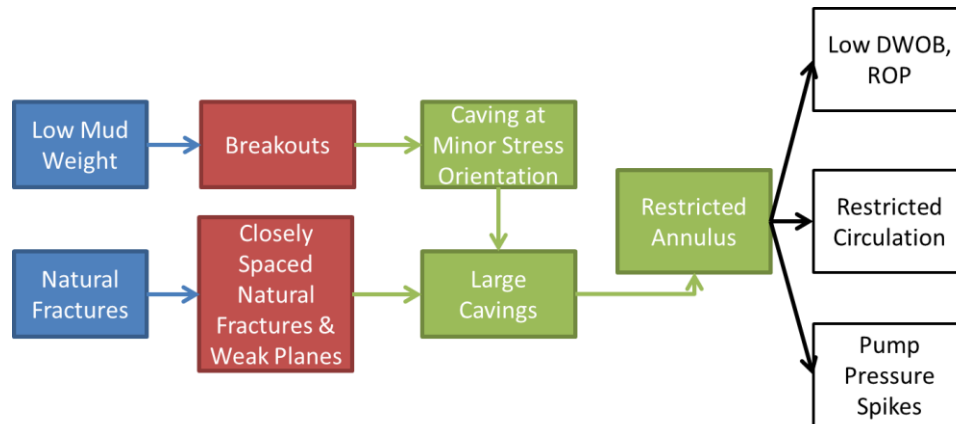 Low Mud
Weight
Breakouts
Caving at
Minor Stress
Orientation
Natural
Fractures
Closely
Spaced
Natural
Fractures &
Weak Planes
Large
Cavings
Restricted
Annulus
Low DWOB,
ROP
Restricted
Circulation
Pump
Pressure
Spikes